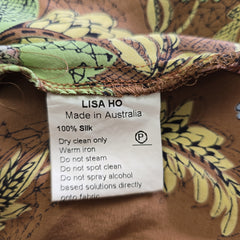 LISA HO
Made in Australia
100% Silk
Dry clean only
Warm iron
Do not steam
Do not spot clean
Do not spray alcohol
based solutions directly
onto fabric
P